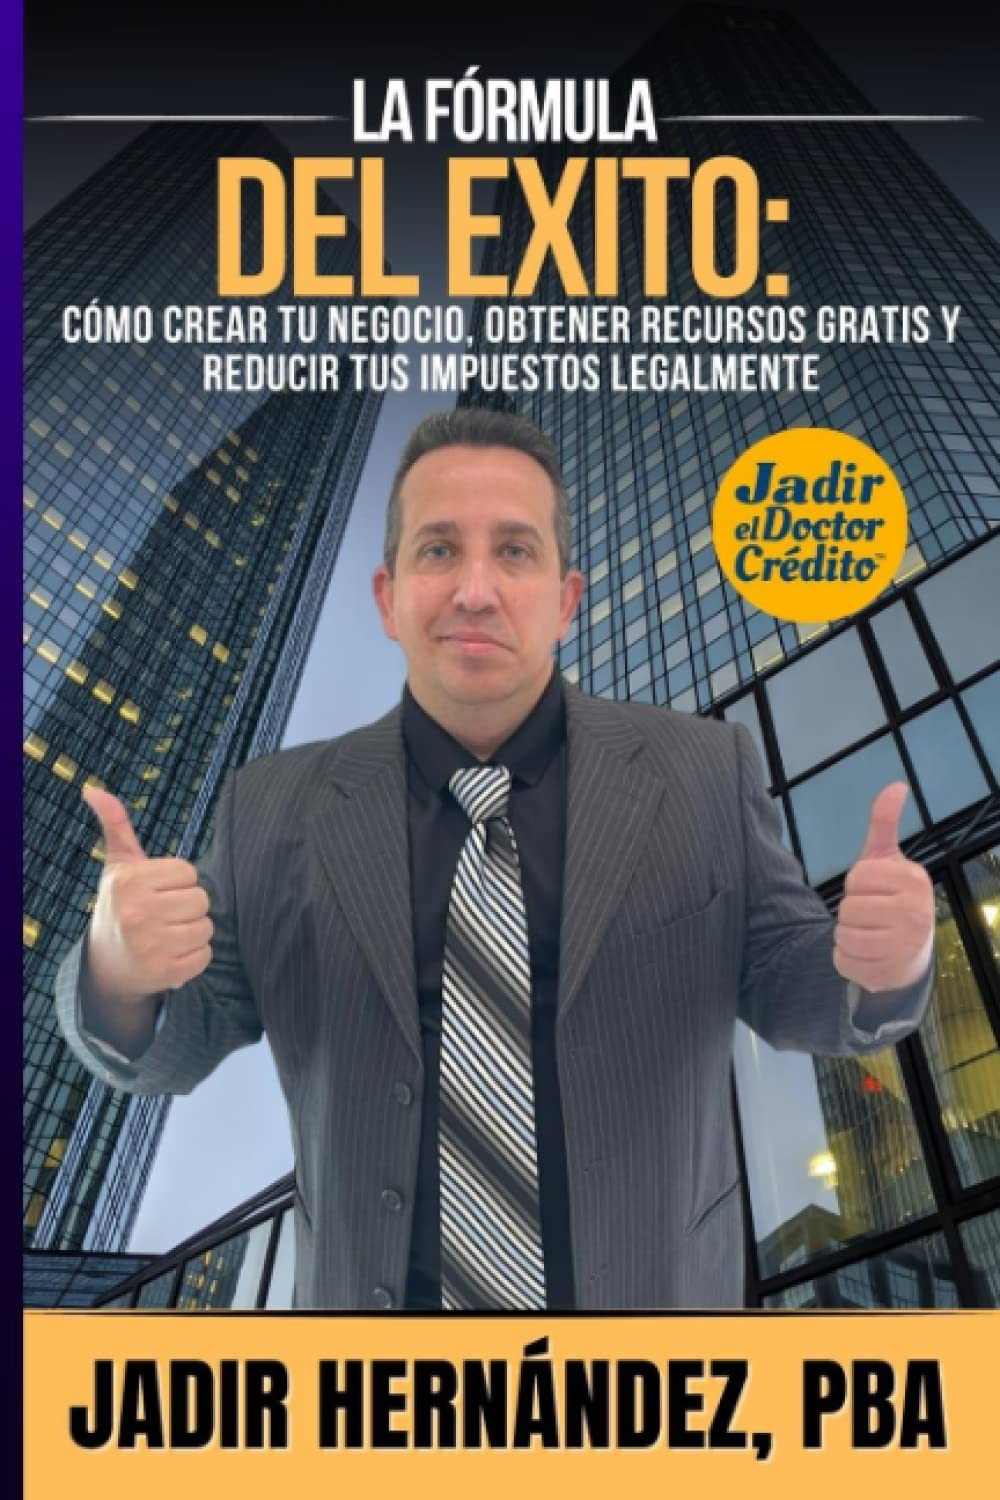 LA FÓRMULA
DEL EXITO:
CÓMO CREAR TU NEGOCIO, OBTENER RECURSOS GRATIS Y
REDUCIR TUS IMPUESTOS LEGALMENTE
Jadir
el Doctor
Crédito™
JADIR HERNÁNDEZ, PBA